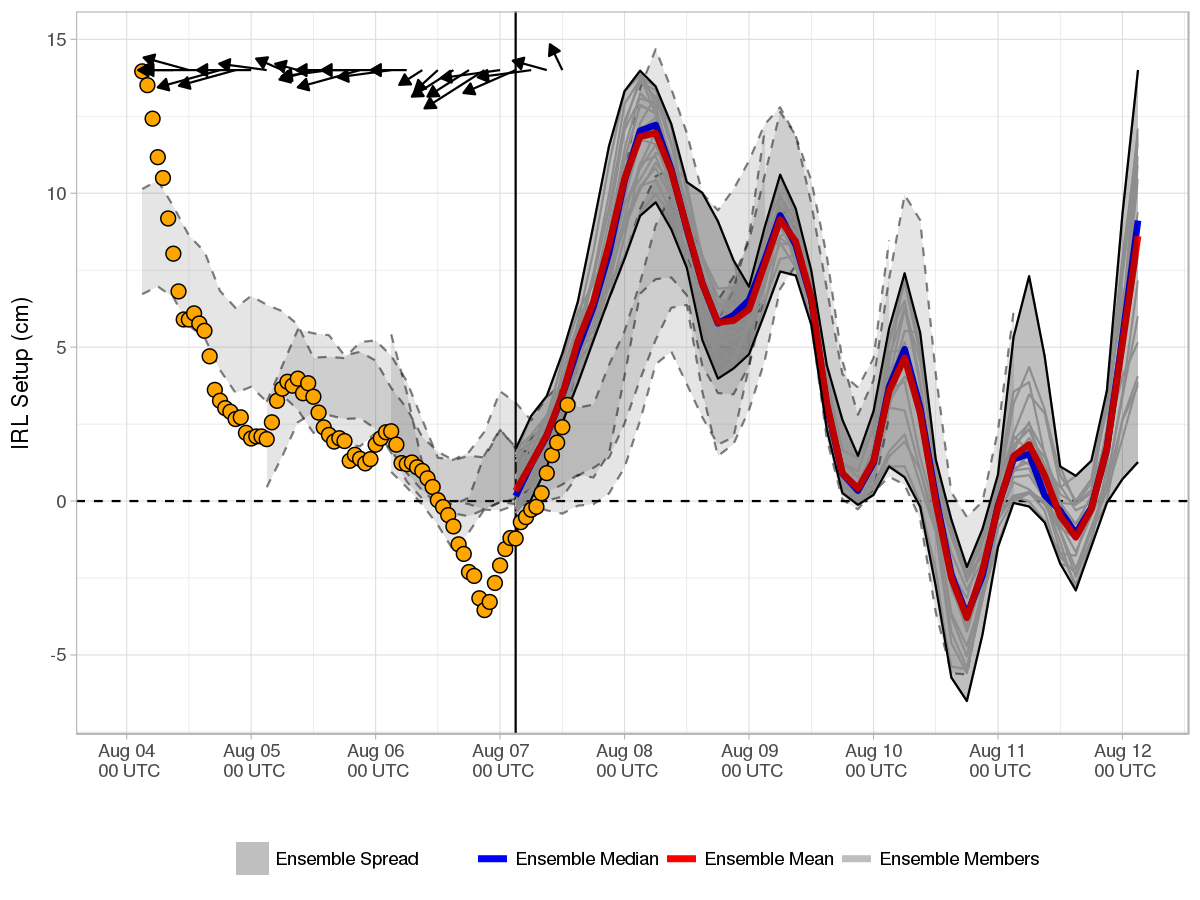 IRL Setup (cm)
15
10
5
0
-5
Aug 04 Aug 05 Aug 06 Aug 07 Aug 08 Aug 09 Aug 10 Aug 11 Aug 12
00 UTC 00 UTC 00 UTC 00 UTC 00 UTC 00 UTC 00 UTC 00 UTC 00 UTC
Ensemble Spread Ensemble Median Ensemble Mean Ensemble Members